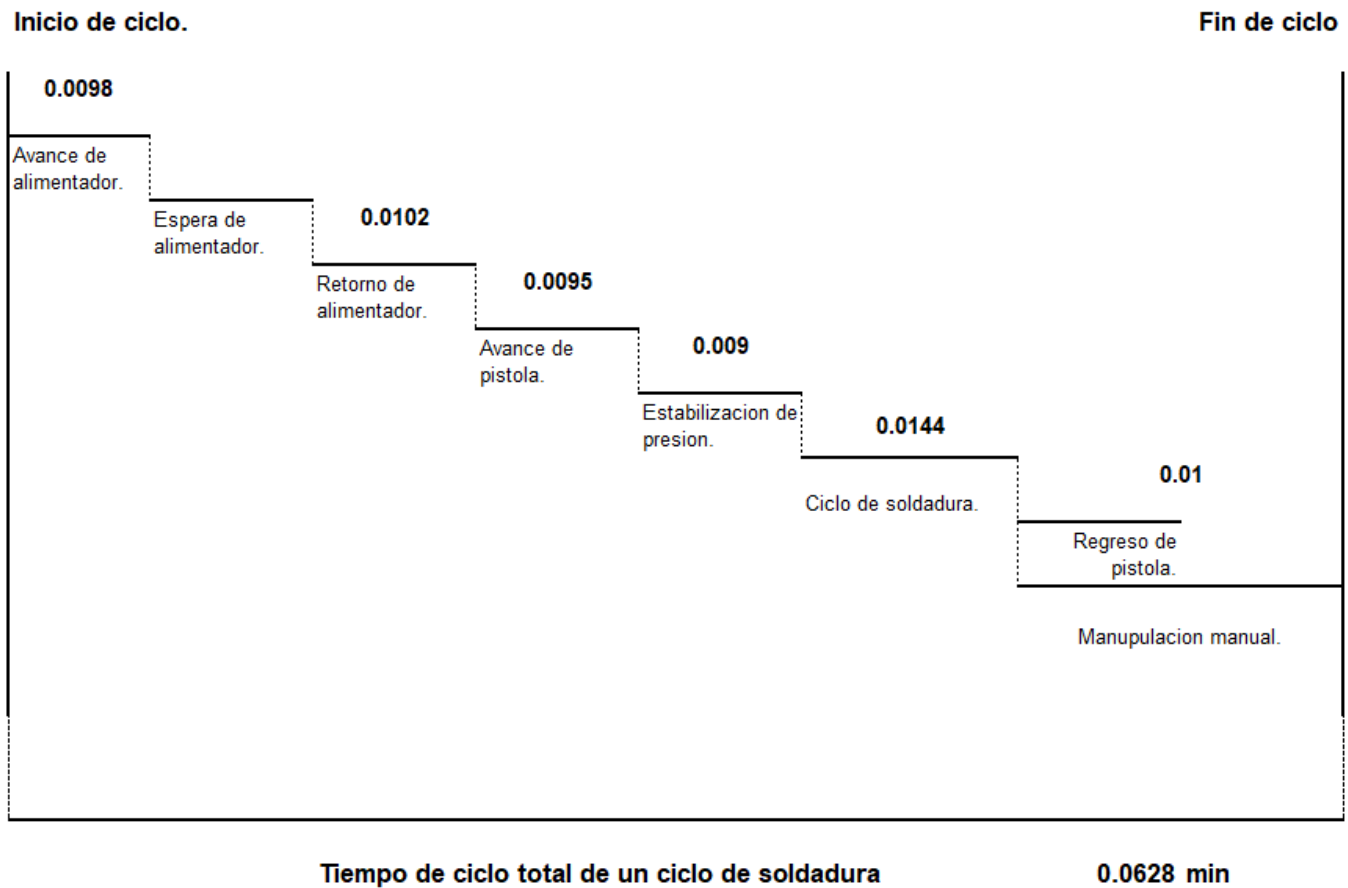 Inicio de ciclo.
Fin de ciclo
0.0098
Avance de
alimentador.
Espera de
alimentador.
0.0102
Retorno de
alimentador.
0.0095
Avance de
pistola.
0.009
Estabilizacion de
presion.
0.0144
Ciclo de soldadura.
0.01
Regreso de
pistola.
Manupulacion manual.
Tiempo de ciclo total de un ciclo de soldadura 0.0628 min